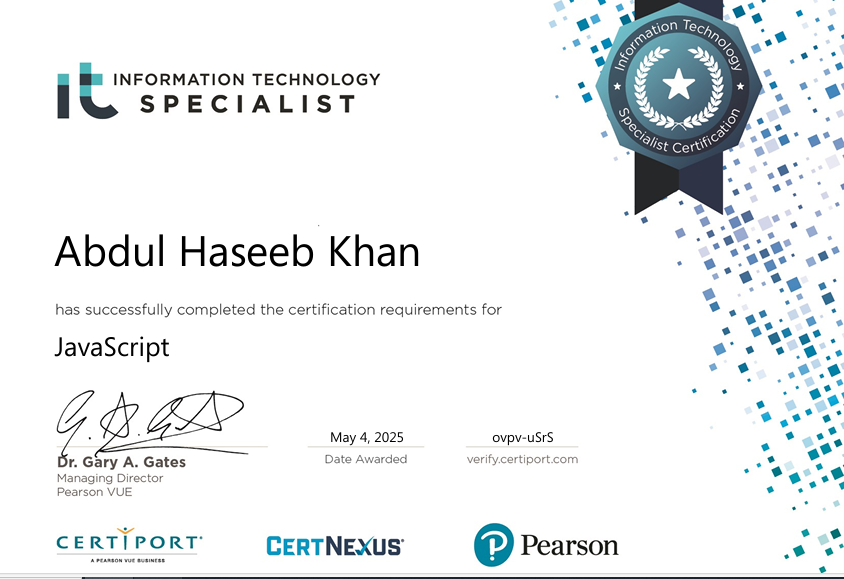 it INFORMATION TECHNOLOGY
SPECIALIST
Information Technology
Specialist Certification
Abdul Haseeb Khan
has successfully completed the certification requirements for
JavaScript
May 4, 2025
ovpv-uSrS
Dr. Gary A. Gates
Date Awarded
verify.certiport.com
Managing Director
Pearson VUE
CERTIPORT
A PEARSON VUE BUSINESS
CERTNEXUS®
P Pearson